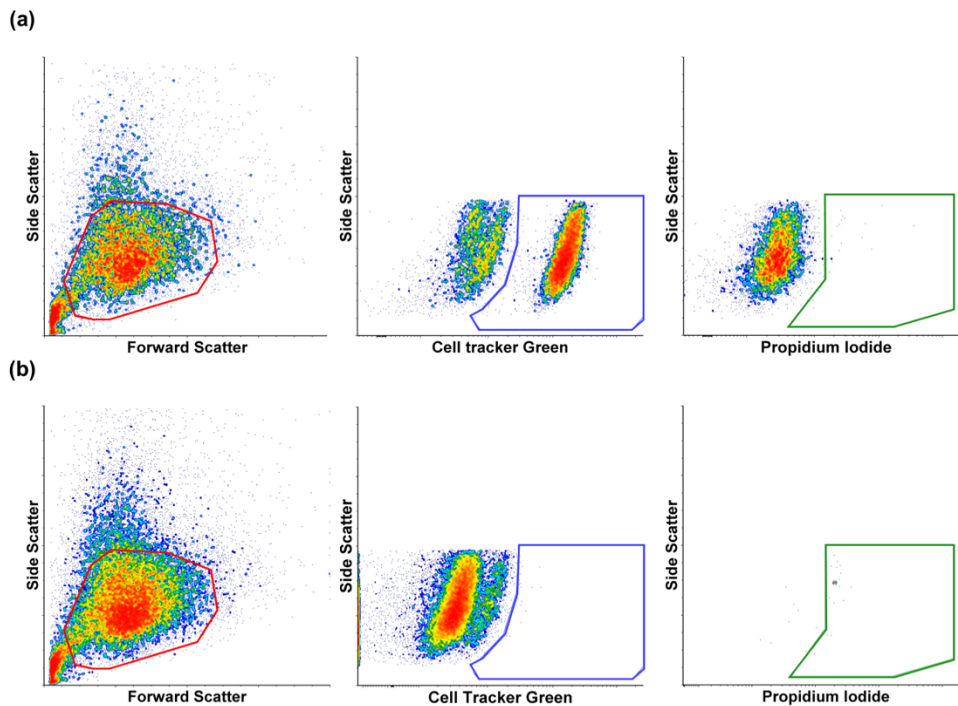 (a)
Side Scatter
Forward Scatter
Side Scatter
Cell tracker Green
Side Scatter
Propidium Iodide
(b)
Side Scatter
Forward Scatter
Side Scatter
Cell Tracker Green
Side Scatter
Propidium Iodide